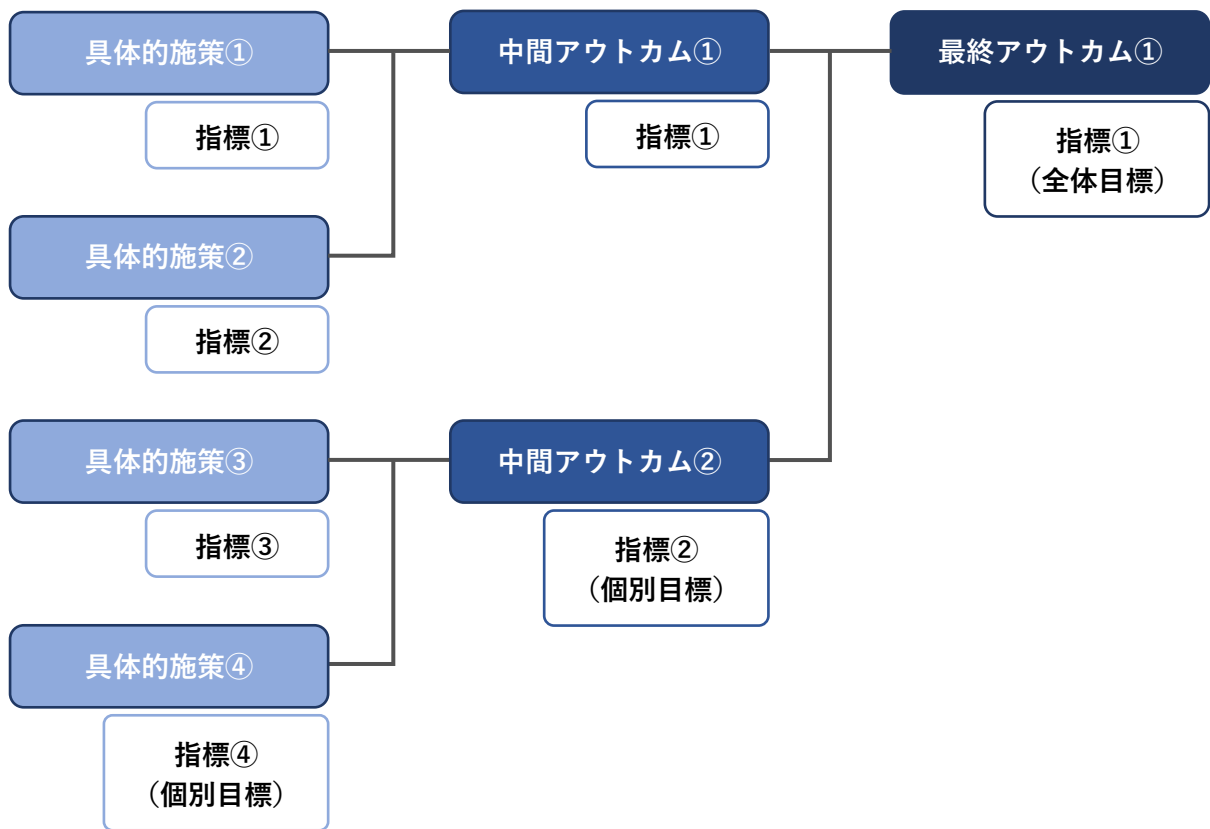 具体的施策①
中間アウトカム①
最終アウトカム①
指標①
指標①
指標①
（全体目標）
具体的施策②
指標②
具体的施策③
中間アウトカム②
指標③
指標②
（個別目標）
具体的施策④
指標④
（個別目標）